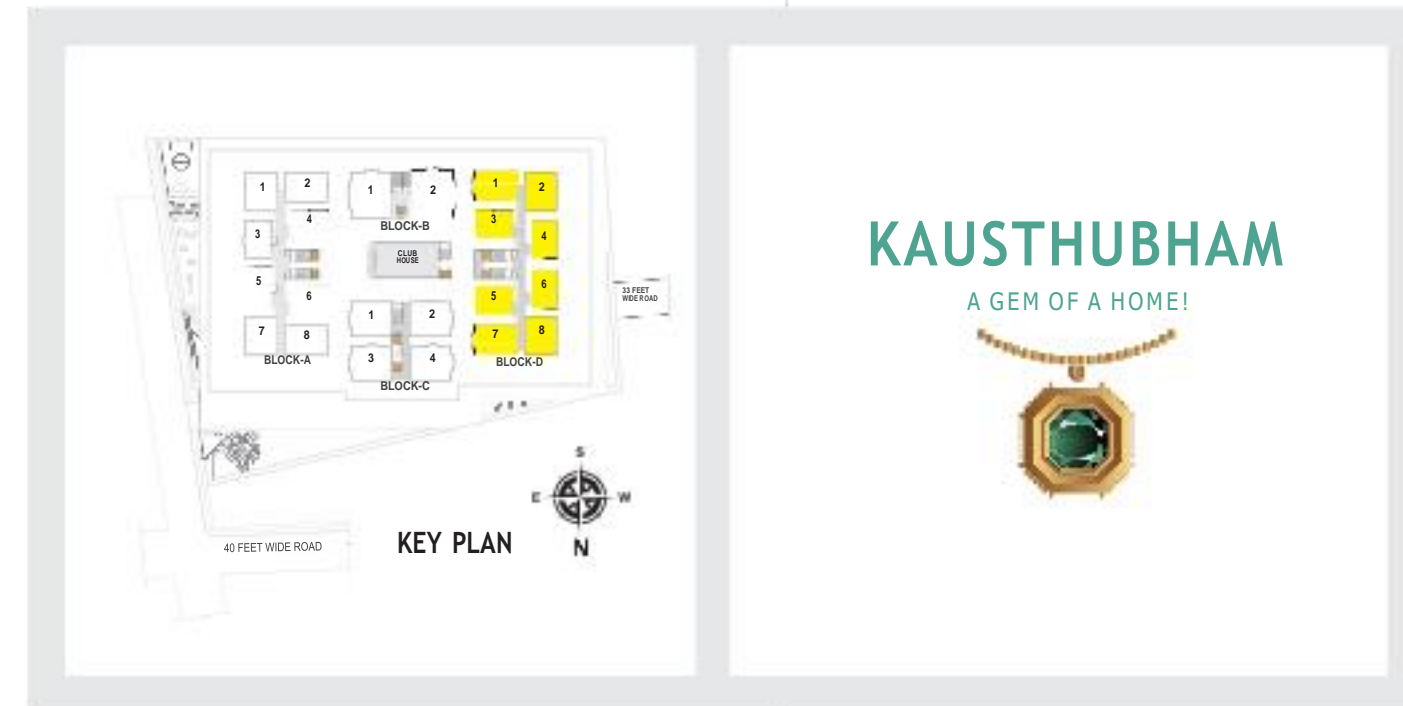 1
2
3
4
5
6
7
8
BLOCK-A
1
2
BLOCK-B
CLUB
HOUSE
1
2
3
4
BLOCK-C
1
2
3
4
5
6
7
8
BLOCK-D
33 FEET
WIDE ROAD
40 FEET WIDE ROAD
KEY PLAN
S
E
W
N
KAUSTHUBHAM
A GEM OF A HOME!